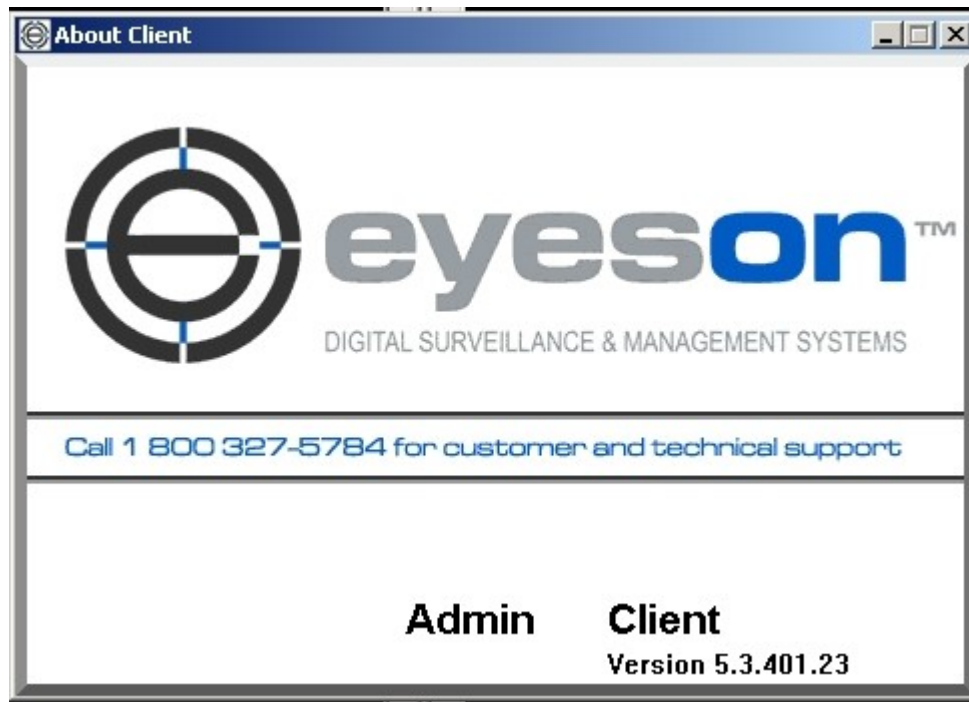 About Client
eyeson™
DIGITAL SURVEILLANCE & MANAGEMENT SYSTEMS
Call 1 800 327-5784 for customer and technical support
Admin Client
Version 5.3.401.23